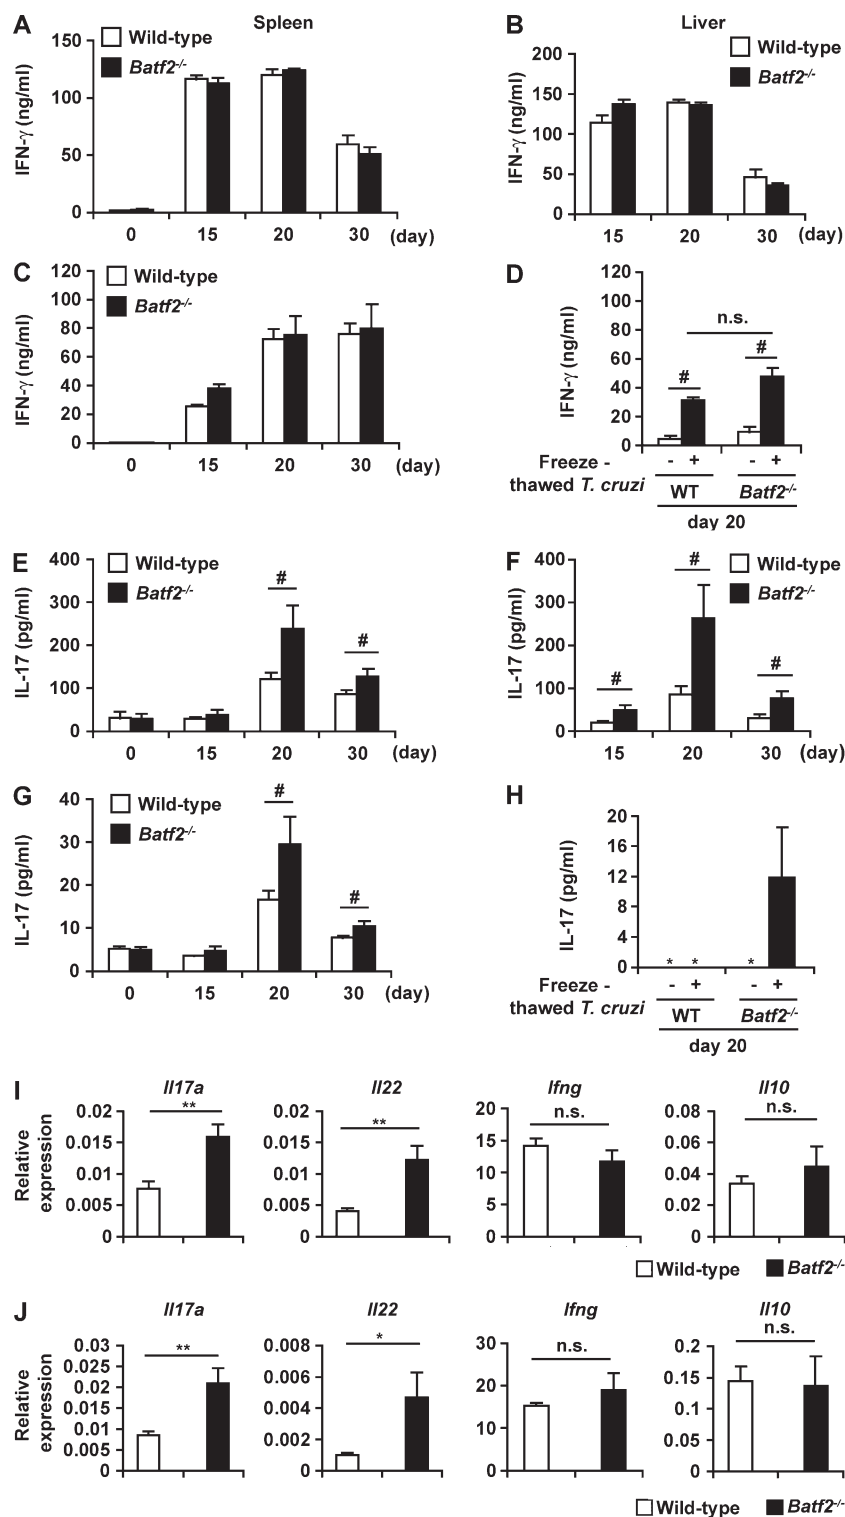 A Spleen
Wild-type
Batf2-/-
IFN-γ (ng/ml)
150
100
50
0
0 15 20 30 (day)
B Liver
Wild-type
Batf2-/-
IFN-γ (ng/ml)
200
150
100
50
0
15 20 30 (day)
C
Wild-type
Batf2-/-
IFN-γ (ng/ml)
120
100
80
60
40
20
0
0 15 20 30 (day)
D
IFN-γ (ng/ml)
120
100
80
60
40
20
0
n.s.
# #
Freeze - - + - +
thawed T. cruzi WT Batf2-/-
day 20
E
Wild-type
Batf2-/-
IL-17 (pg/ml)
400
300
200
100
0
# #
0 15 20 30 (day)
F
Wild-type
Batf2-/-
IL-17 (pg/ml)
400
300
200
100
0
# # #
15 20 30 (day)
G
Wild-type
Batf2-/-
IL-17 (pg/ml)
40
30
20
10
0
# #
0 15 20 30 (day)
H
IL-17 (pg/ml)
20
16
12
8
4
0
* * *
Freeze - - + - +
thawed T. cruzi WT Batf2-/-
day 20
I
Relative
expression
Il17a
**
0.02
0.015
0.01
0.005
0
Il22
**
0.02
0.015
0.01
0.005
0
Ifng
n.s.
20
15
10
5
0
Il10
n.s.
0.08
0.06
0.04
0.02
0
Wild-type Batf2-/-
J
Relative
expression
Il17a
**
0.03
0.025
0.02
0.015
0.01
0.005
0
Il22
*
0.008
0.006
0.004
0.002
0
Ifng
n.s.
30
20
10
0
Il10
n.s.
0.2
0.15
0.1
0.05
0
Wild-type Batf2-/-